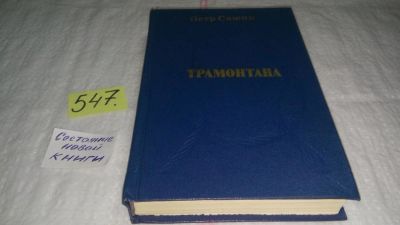 Петр Сажин
ТРАМОНТАНА
547.
Состояние
новой
книги